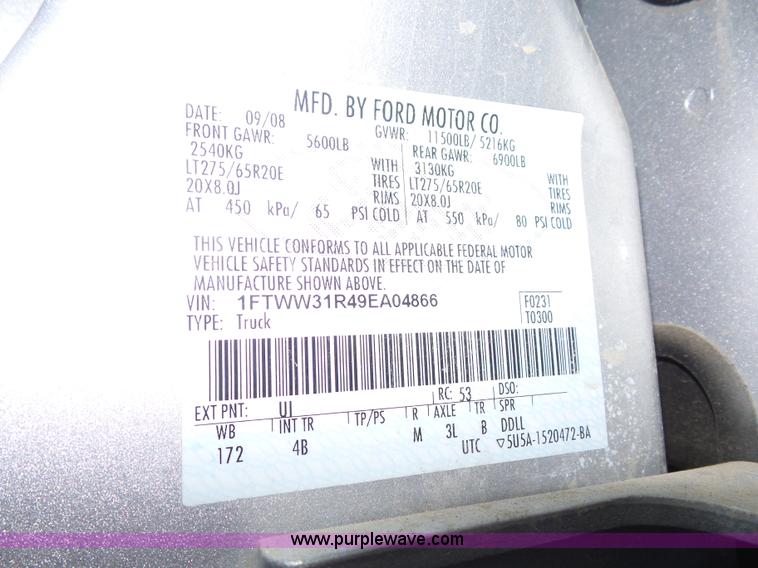 MFD. BY FORD MOTOR CO.
DATE: 09/08 GVWR: 11500LB/ 5216KG
FRONT GAWR: 5600LB REAR GAWR: 6900LB
2540KG WITH 3130KG WITH
LT275/65R20E TIRES LT275/65R20E TIRES
20X8.0J RIMS 20X8.0J RIMS
AT 450 kPa/ 65 PSI COLD AT 550 kPa/ 80 PSI COLD
THIS VEHICLE CONFORMS TO ALL APPLICABLE FEDERAL MOTOR
VEHICLE SAFETY STANDARDS IN EFFECT ON THE DATE OF
MANUFACTURE SHOWN ABOVE.
VIN: 1FTWW31R49EA04866 F0231
TYPE: Truck T0300
EXT PNT: UJ RC: 53 DSO:
WB INT TR TP/PS R AXLE TR SPR
172 4B M 3L B DDLL
UTC ▽5U5A-1520472-BA
www.purplewave.com